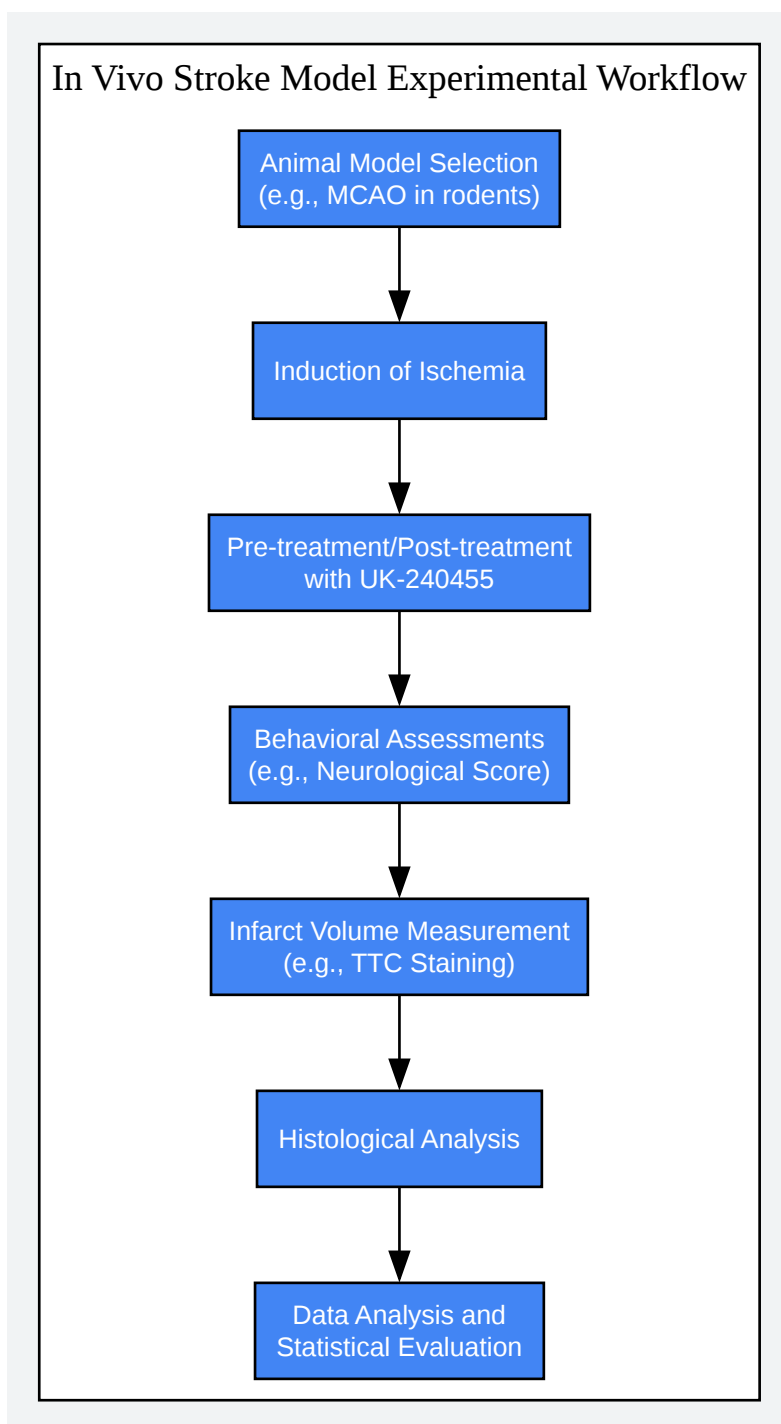 In Vivo Stroke Model Experimental Workflow
Animal Model Selection
(e.g., MCAO in rodents)
Induction of Ischemia
Pre-treatment/Post-treatment
with UK-240455
Behavioral Assessments
(e.g., Neurological Score)
Infarct Volume Measurement
(e.g., TTC Staining)
Histological Analysis
Data Analysis and
Statistical Evaluation